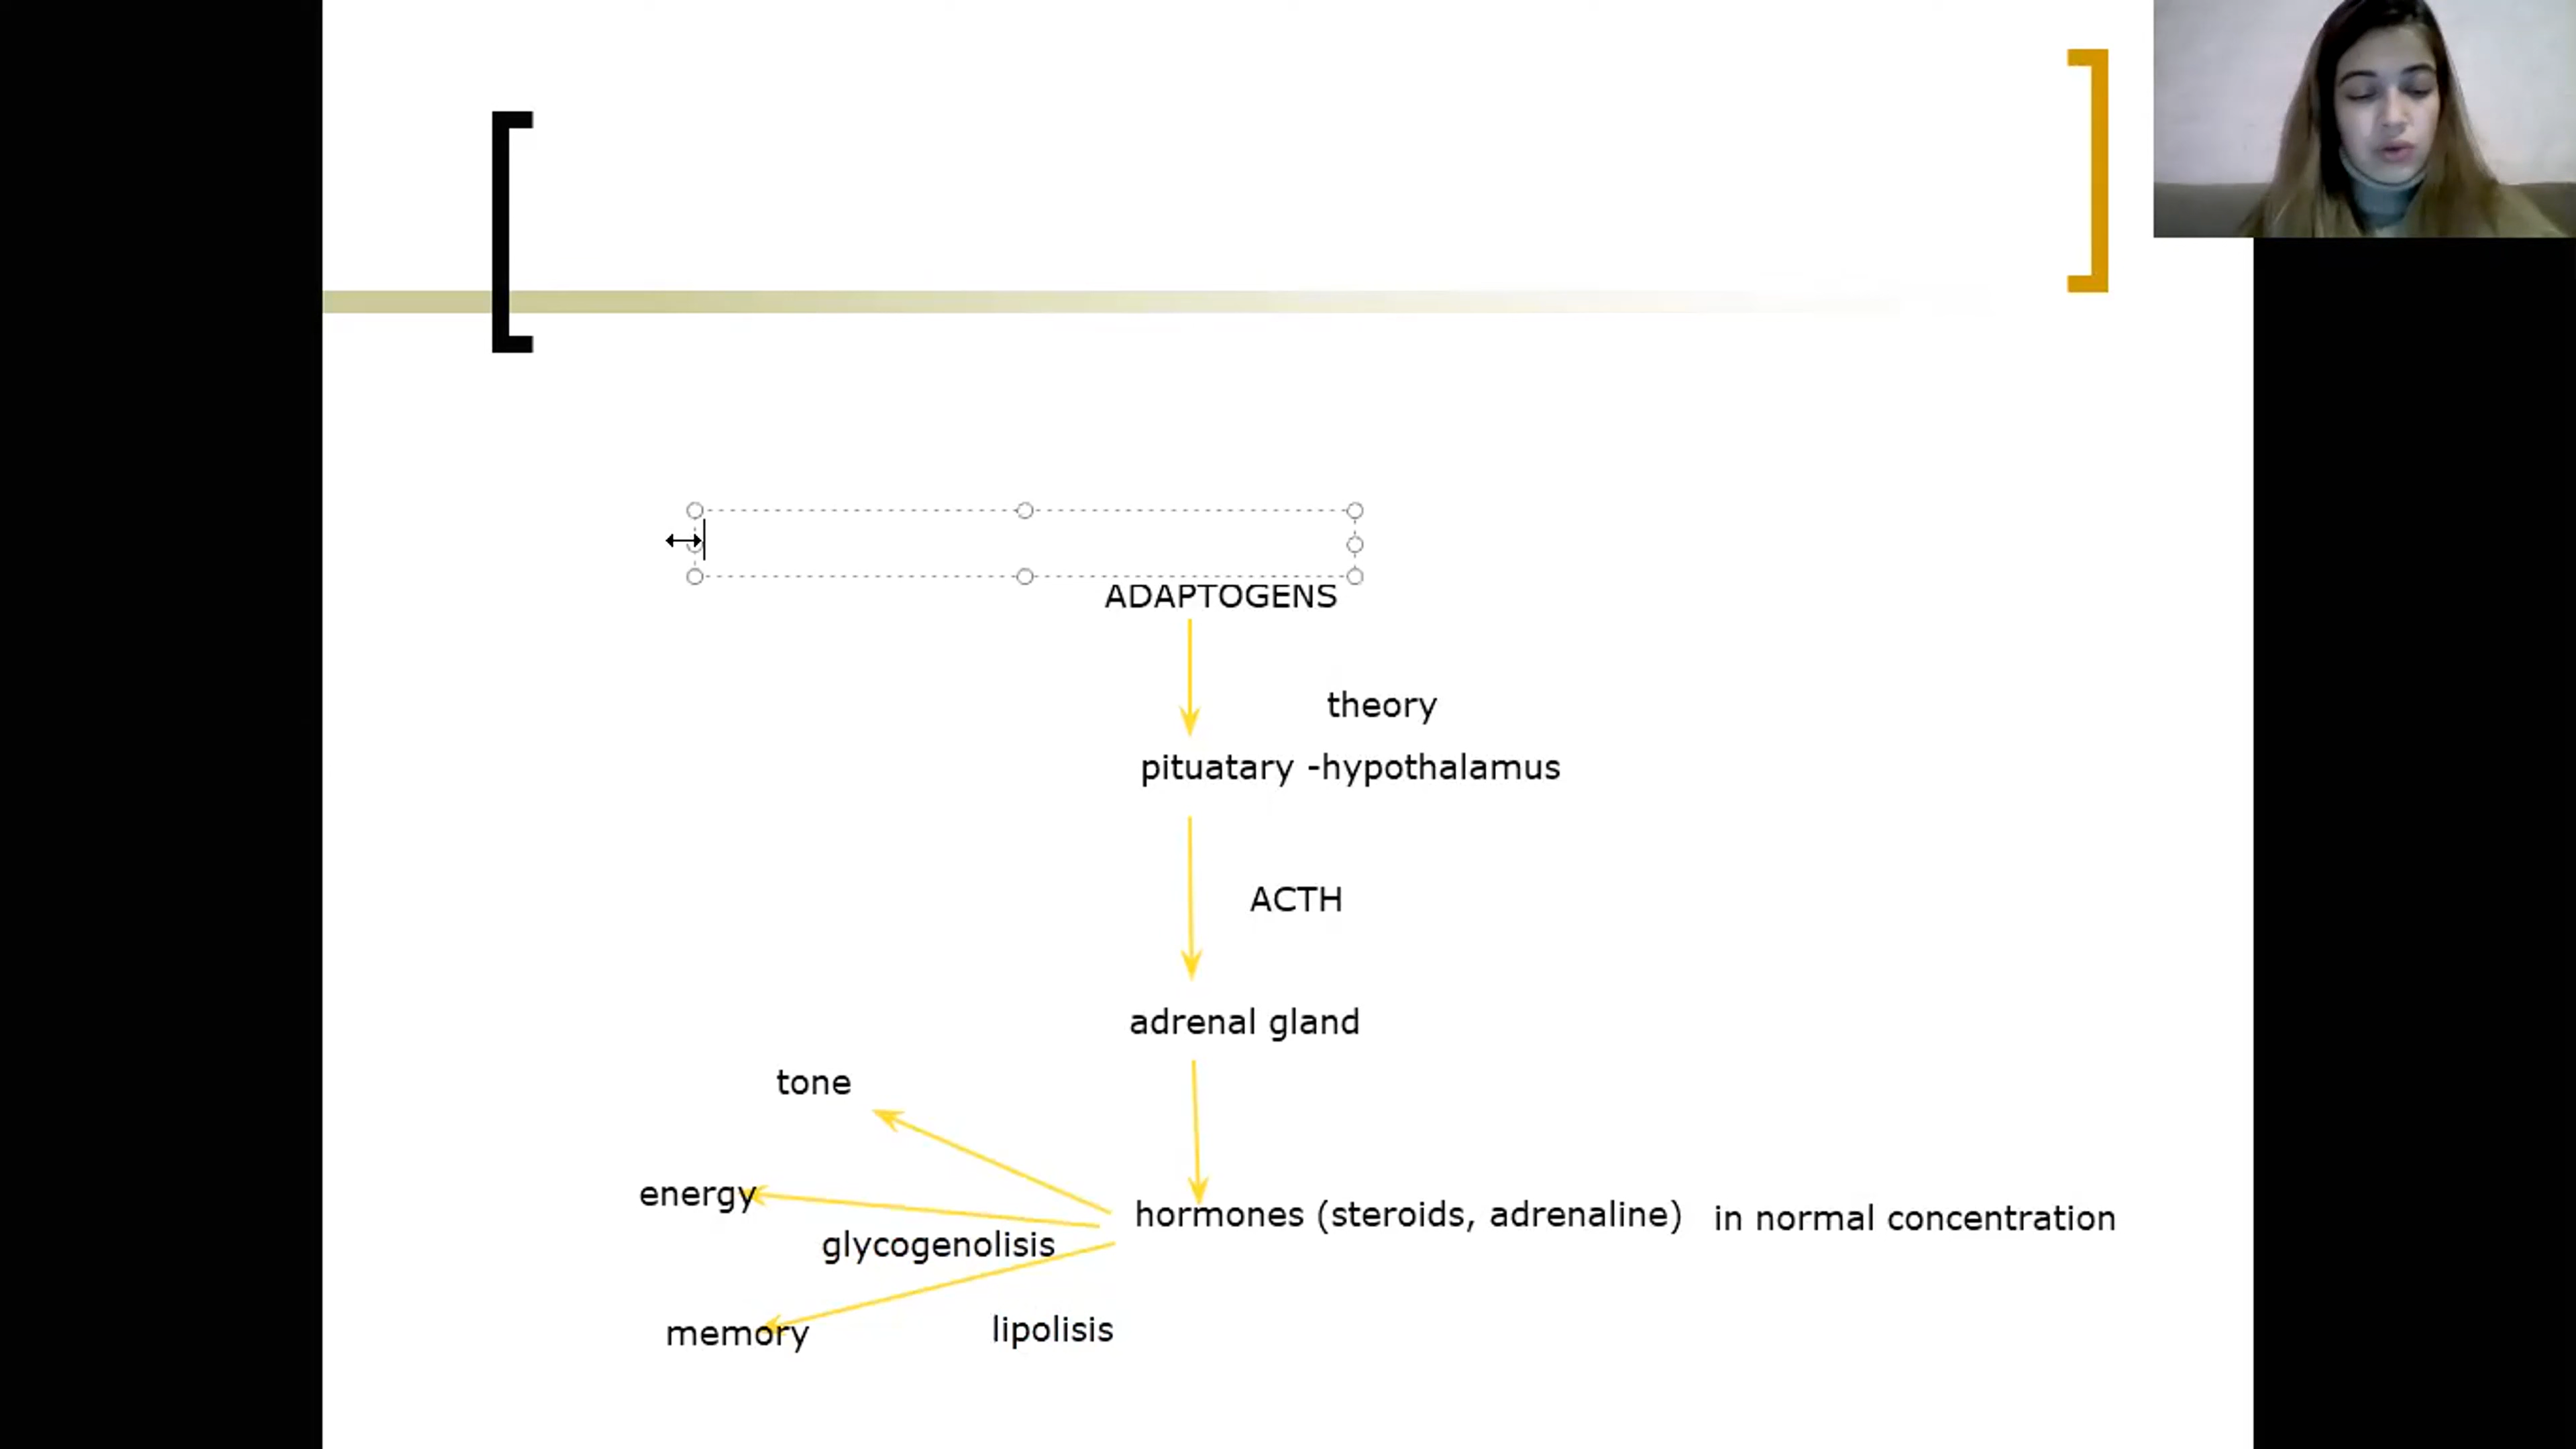 ADAPTOGENS
theory
pituatary -hypothalamus
ACTH
adrenal gland
tone
energy
hormones (steroids, adrenaline) in normal concentration
glycogenolisis
memory
lipolisis